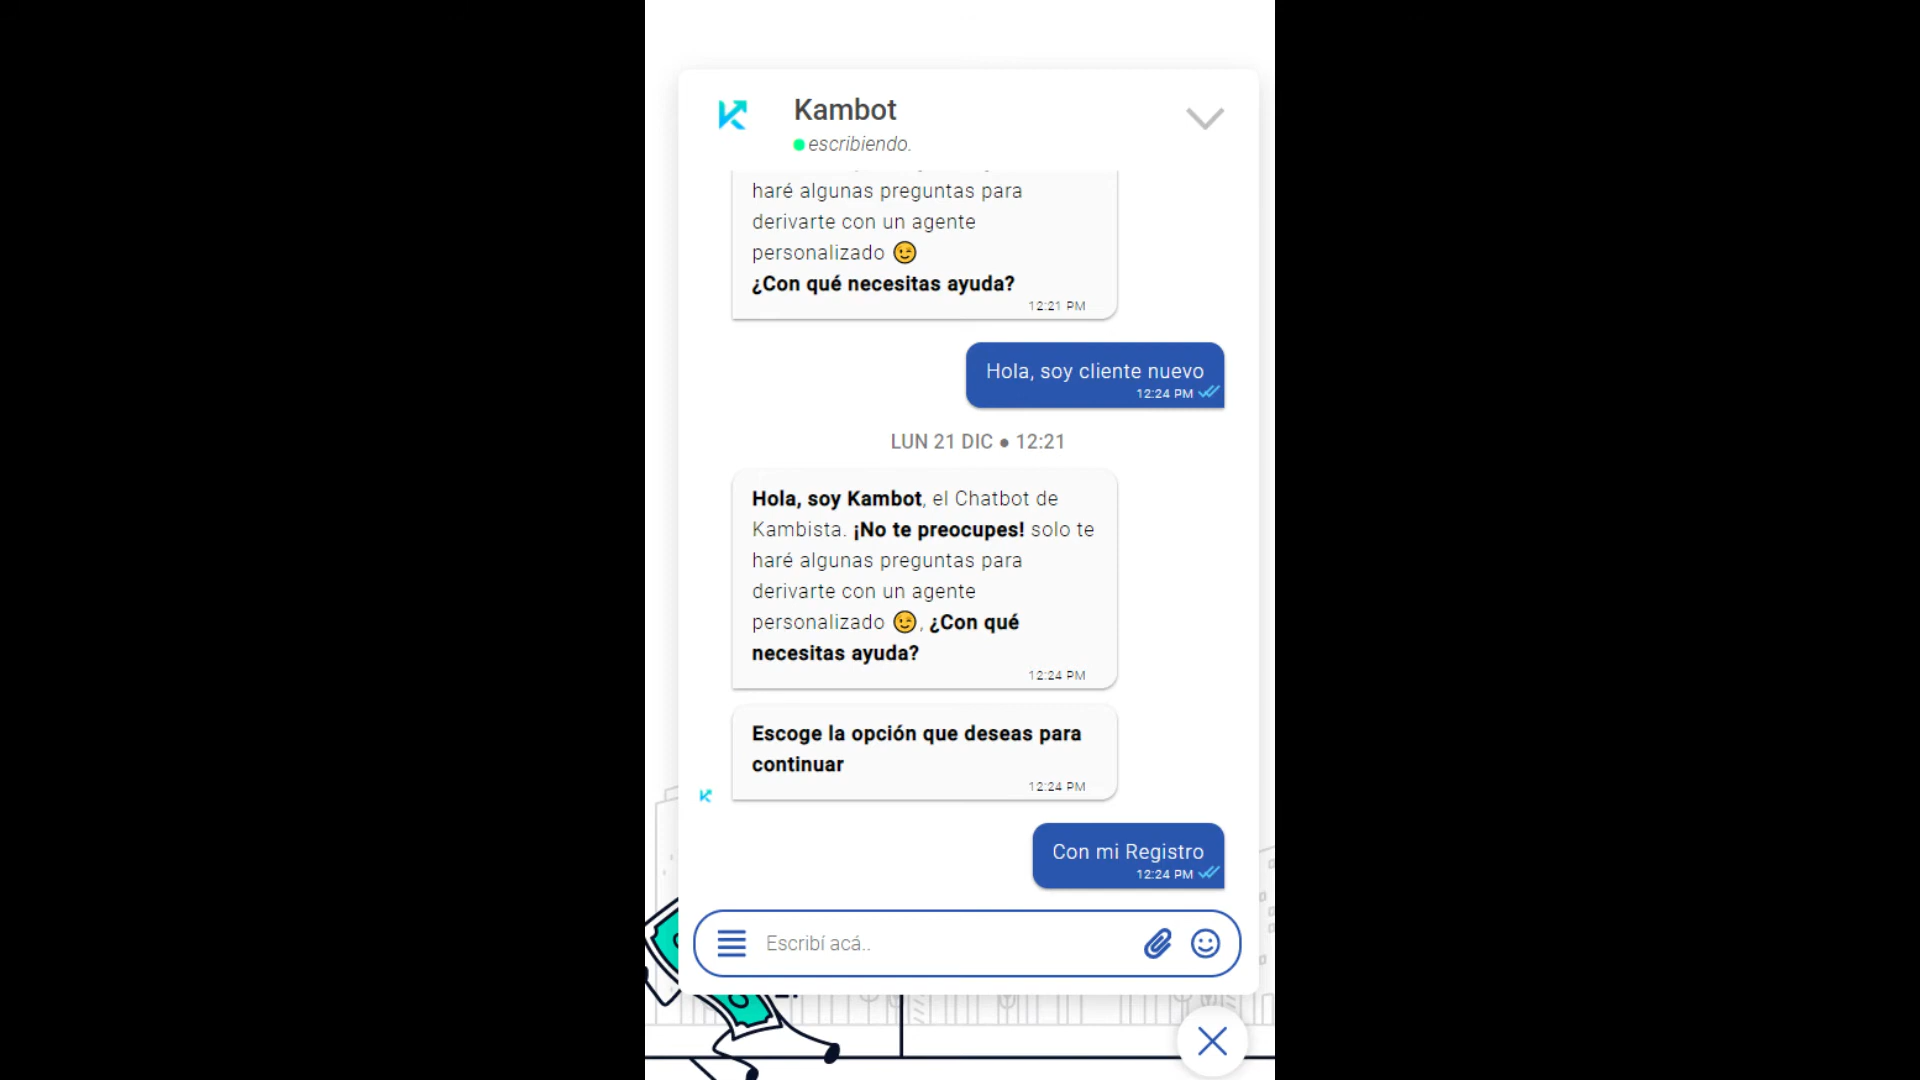 Kambot
escribiendo.
haré algunas preguntas para
derivarte con un agente
personalizado 😉
¿Con qué necesitas ayuda?
12:21 PM
Hola, soy cliente nuevo
12:24 PM
LUN 21 DIC ● 12:21
Hola, soy Kambot, el Chatbot de
Kambista. ¡No te preocupes! solo te
haré algunas preguntas para
derivarte con un agente
personalizado 😉, ¿Con qué
necesitas ayuda?
12:24 PM
Escoge la opción que deseas para
continuar
12:24 PM
Con mi Registro
12:24 PM
Escribí acá..